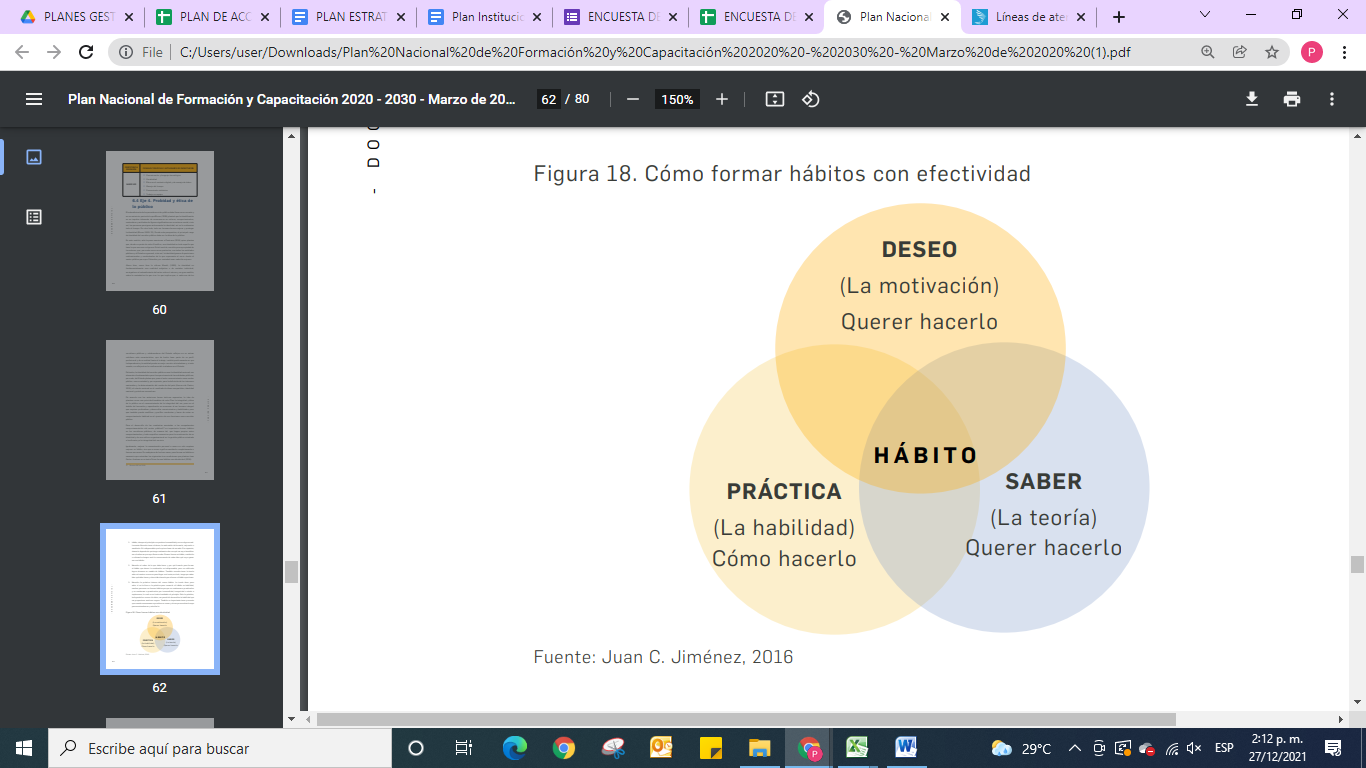 PLANES GEST
PLAN DE ACC
PLAN ESTRAT
Plan Institucio
ENCUESTA DE
ENCUESTA DE
Plan Nacional
Líneas de ate
File
C:/Users/user/Downloads/Plan%20Nacional%20de%20Formación%20y%20Capacitación%202020%20-%202030%20-%20Marzo%20de%202020%20(1).pdf
P
Plan Nacional de Formación y Capacitación 2020 - 2030 - Marzo de 20...
62 / 80
150%
60
61
62
- DOC
Figura 18. Cómo formar hábitos con efectividad
DESEO
(La motivación)
Querer hacerlo
HÁBITO
PRÁCTICA
(La habilidad)
Cómo hacerlo
SABER
(La teoría)
Querer hacerlo
Fuente: Juan C. Jiménez, 2016
Escribe aquí para buscar
29°C
ESP
2:12 p. m.
27/12/2021